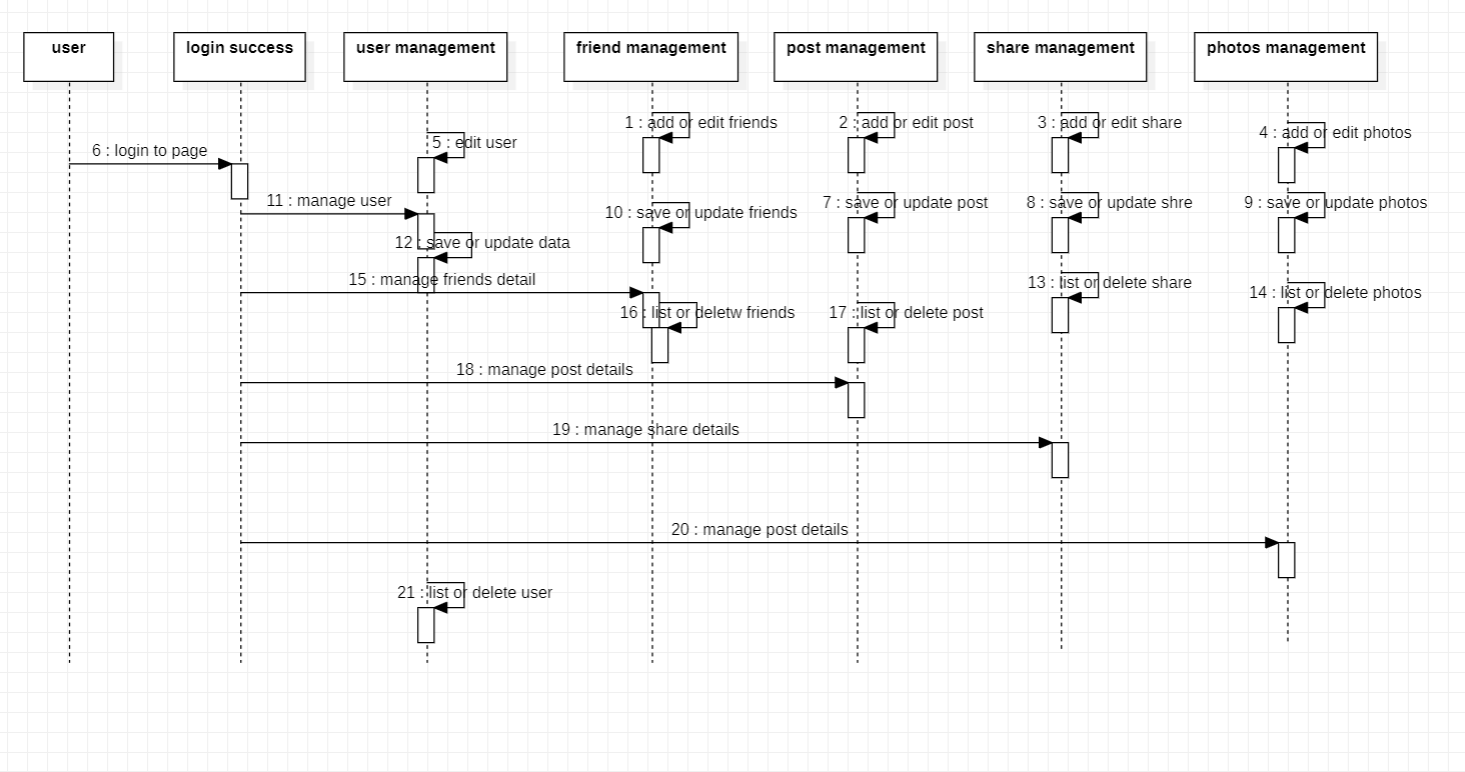 user
login success
user management
friend management
post management
share management
photos management
1 : add or edit friends
2 : add or edit post
3 : add or edit share
4 : add or edit photos
5 : edit user
6 : login to page
11 : manage user
10 : save or update friends
7 : save or update post
8 : save or update shre
9 : save or update photos
12 : save or update data
15 : manage friends detail
13 : list or delete share
14 : list or delete photos
16 : list or deletw friends
17 : list or delete post
18 : manage post details
19 : manage share details
20 : manage post details
21 : list or delete user